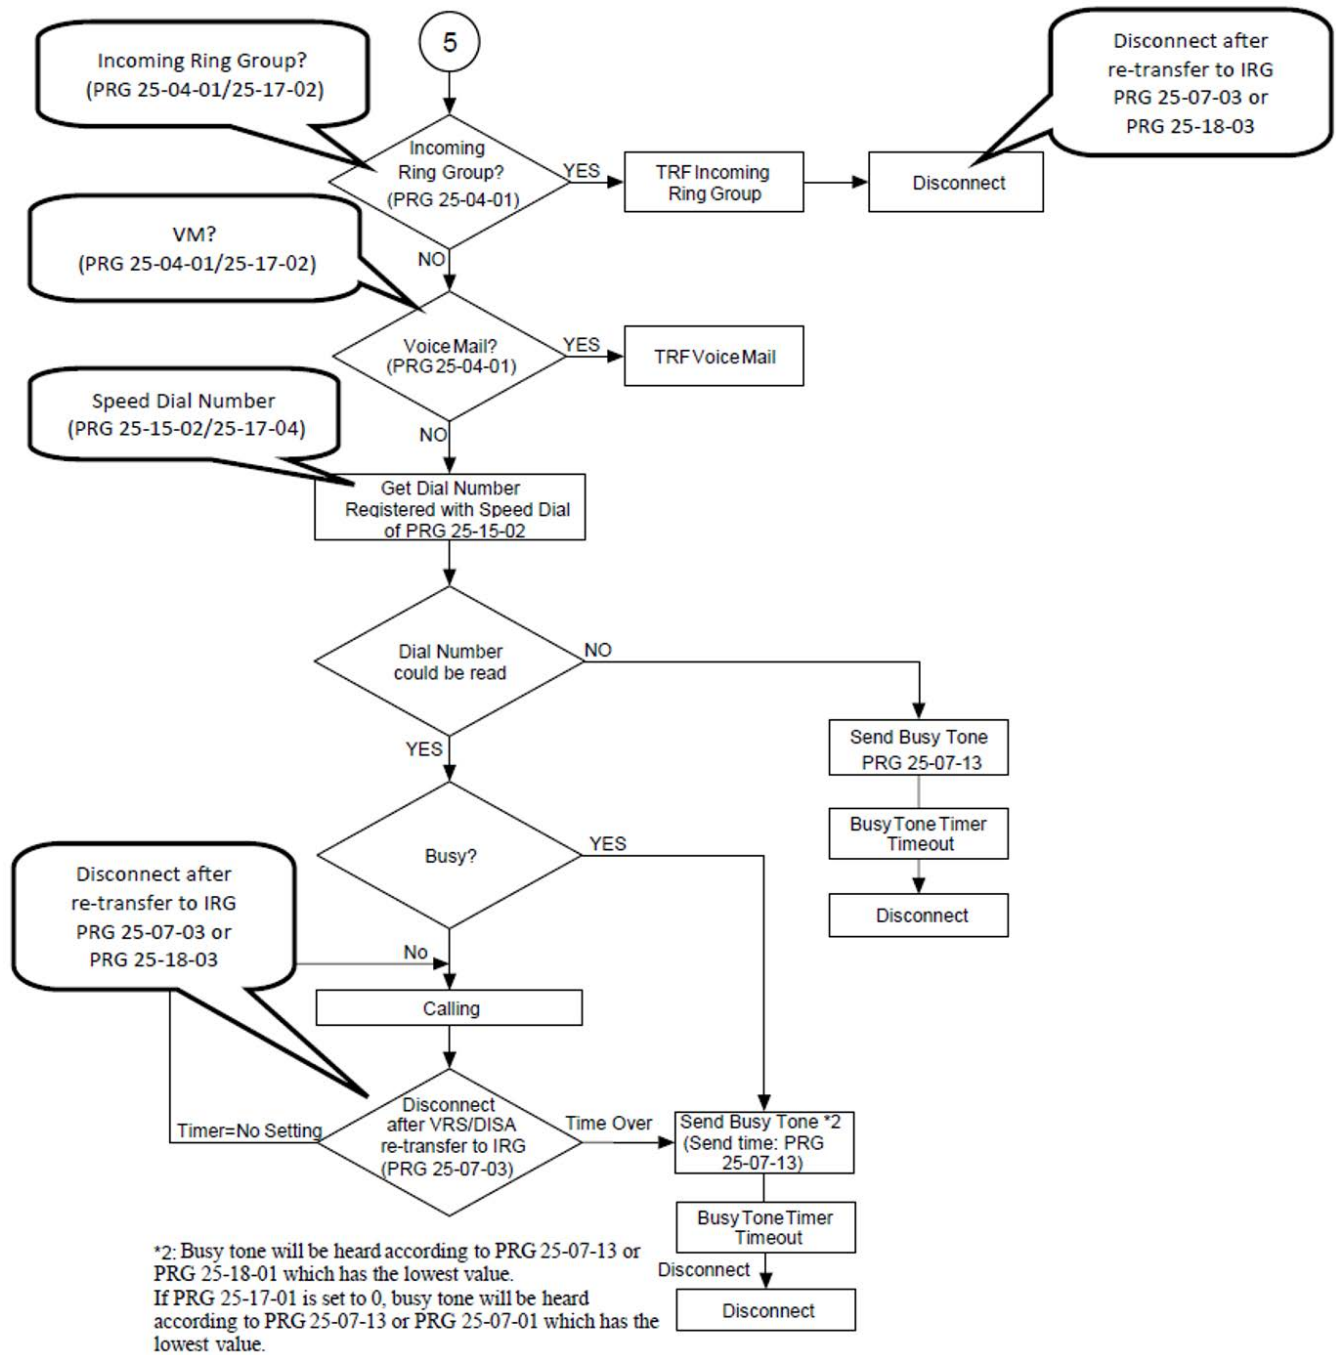 5
Incoming Ring Group?
(PRG 25-04-01/25-17-02)
Disconnect after
re-transfer to IRG
PRG 25-07-03 or
PRG 25-18-03
Incoming
Ring Group?
(PRG 25-04-01)
YES
TRF Incoming
Ring Group
Disconnect
NO
VM?
(PRG 25-04-01/25-17-02)
Voice Mail?
(PRG 25-04-01)
YES
TRF Voice Mail
NO
Speed Dial Number
(PRG 25-15-02/25-17-04)
Get Dial Number
Registered with Speed Dial
of PRG 25-15-02
Dial Number
could be read
NO
Send Busy Tone
PRG 25-07-13
Busy Tone Timer
Timeout
Disconnect
YES
Busy?
YES
No
Disconnect after
re-transfer to IRG
PRG 25-07-03 or
PRG 25-18-03
Calling
Disconnect
after VRS/DISA
re-transfer to IRG
(PRG 25-07-03)
Timer=No Setting
Time Over
Send Busy Tone *2
(Send time: PRG
25-07-13)
Busy Tone Timer
Timeout
Disconnect
Disconnect
*2: Busy tone will be heard according to PRG 25-07-13 or
PRG 25-18-01 which has the lowest value.
If PRG 25-17-01 is set to 0, busy tone will be heard
according to PRG 25-07-13 or PRG 25-07-01 which has the
lowest value.